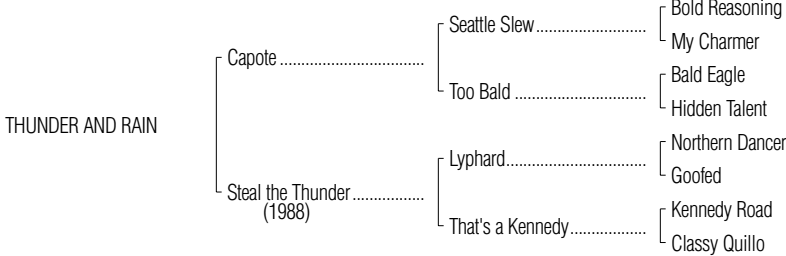 Bold Reasoning
Seattle Slew..........................
My Charmer
Capote ..................................
Bald Eagle
Too Bald ...............................
Hidden Talent
THUNDER AND RAIN
Northern Dancer
Lyphard.................................
Goofed
Steal the Thunder.................
(1988)
Kennedy Road
That's a Kennedy..................
Classy Quillo